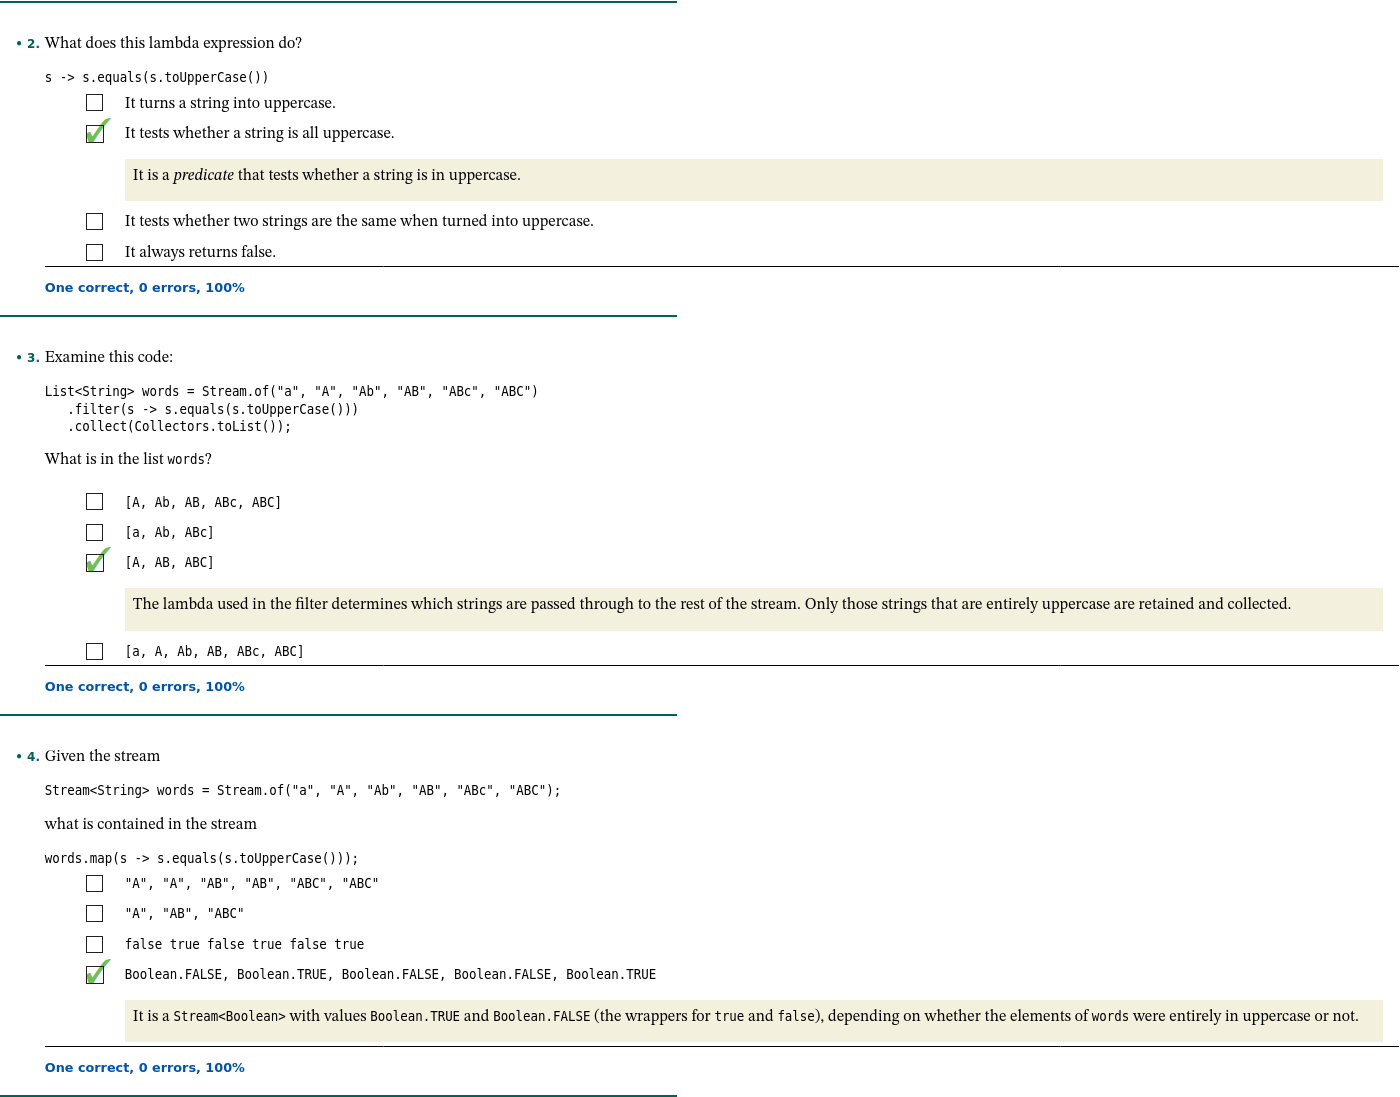 • 2. What does this lambda expression do?
s -> s.equals(s.toUpperCase())
It turns a string into uppercase.
It tests whether a string is all uppercase.
It is a predicate that tests whether a string is in uppercase.
It tests whether two strings are the same when turned into uppercase.
It always returns false.
One correct, 0 errors, 100%
• 3. Examine this code:
List<String> words = Stream.of("a", "A", "Ab", "AB", "ABc", "ABC")
.filter(s -> s.equals(s.toUpperCase()))
.collect(Collectors.toList());
What is in the list words?
[A, Ab, AB, ABc, ABC]
[a, Ab, ABc]
[A, AB, ABC]
The lambda used in the filter determines which strings are passed through to the rest of the stream. Only those strings that are entirely uppercase are retained and collected.
[a, A, Ab, AB, ABc, ABC]
One correct, 0 errors, 100%
• 4. Given the stream
Stream<String> words = Stream.of("a", "A", "Ab", "AB", "ABc", "ABC");
what is contained in the stream
words.map(s -> s.equals(s.toUpperCase()));
"A", "A", "AB", "AB", "ABC", "ABC"
"A", "AB", "ABC"
false true false true false true
Boolean.FALSE, Boolean.TRUE, Boolean.FALSE, Boolean.FALSE, Boolean.TRUE
It is a Stream<Boolean> with values Boolean.TRUE and Boolean.FALSE (the wrappers for true and false), depending on whether the elements of words were entirely in uppercase or not.
One correct, 0 errors, 100%